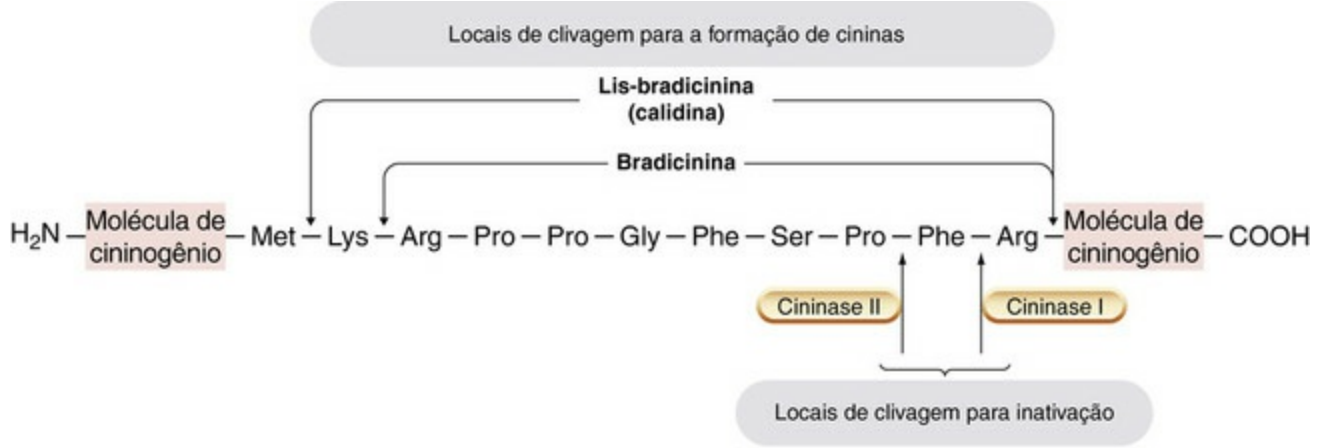 Locais de clivagem para a formação de cininas
Lis-bradicinina
(calidina)
Bradicinina
H₂N — Molécula de cininogênio — Met — Lys — Arg — Pro — Pro — Gly — Phe — Ser — Pro — Phe — Arg — Molécula de cininogênio — COOH
Cininase II
Cininase I
Locais de clivagem para inativação